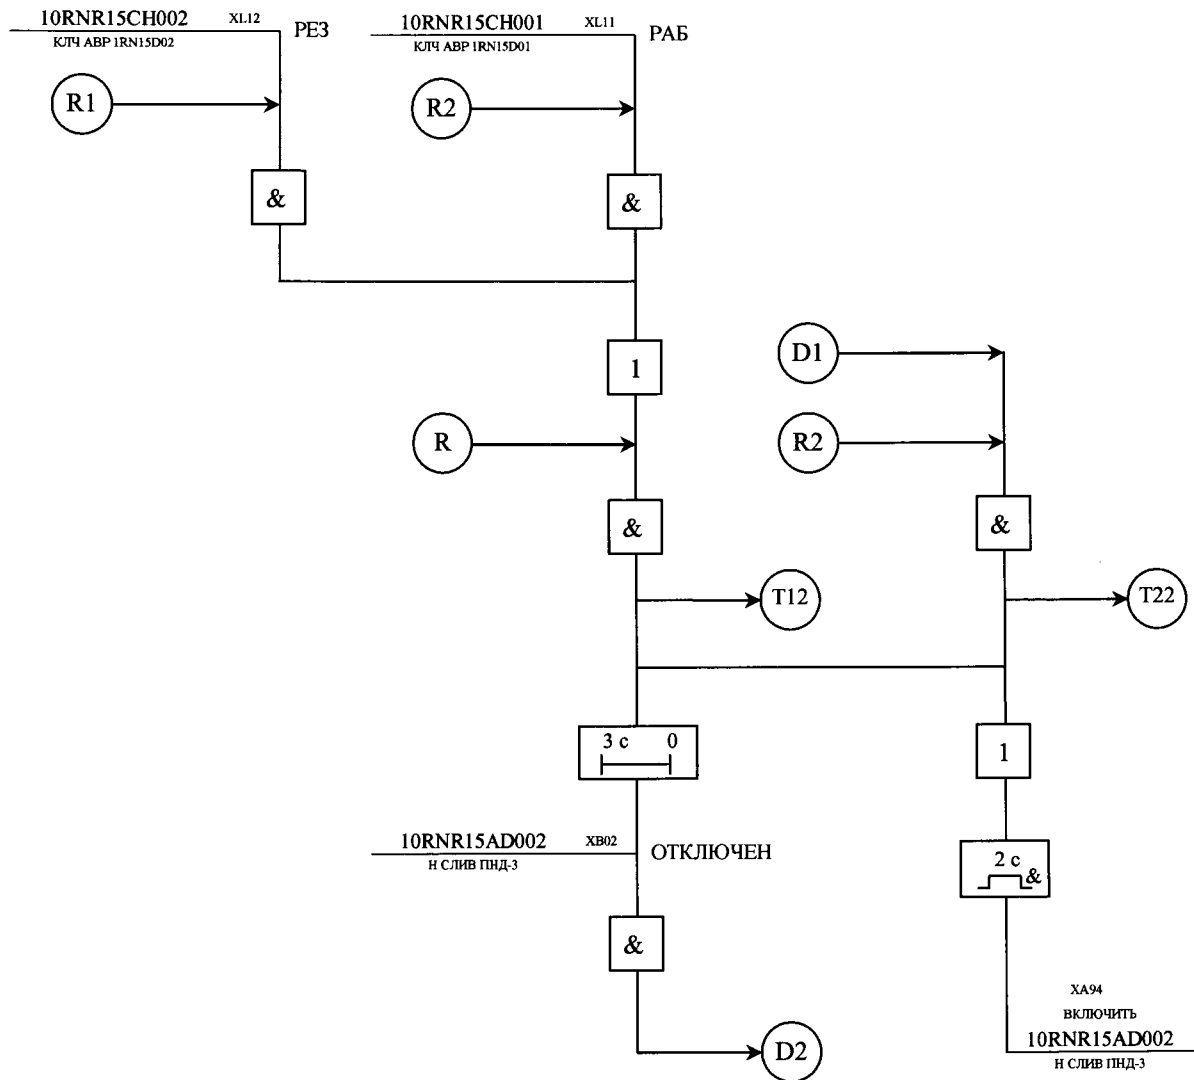 10RNR15CH002 XL12 РЕЗ
КЛЧ АВР 1RN15D02
10RNR15CH001 XL11 РАБ
КЛЧ АВР 1RN15D01
R1
R2
&
&
1
D1
R
R2
&
&
T12
T22
3 с 0
1
10RNR15AD002 XB02 ОТКЛЮЧЕН
Н СЛИВ ПНД-3
2 с
&
&
XA94
ВКЛЮЧИТЬ
10RNR15AD002
Н СЛИВ ПНД-3
D2